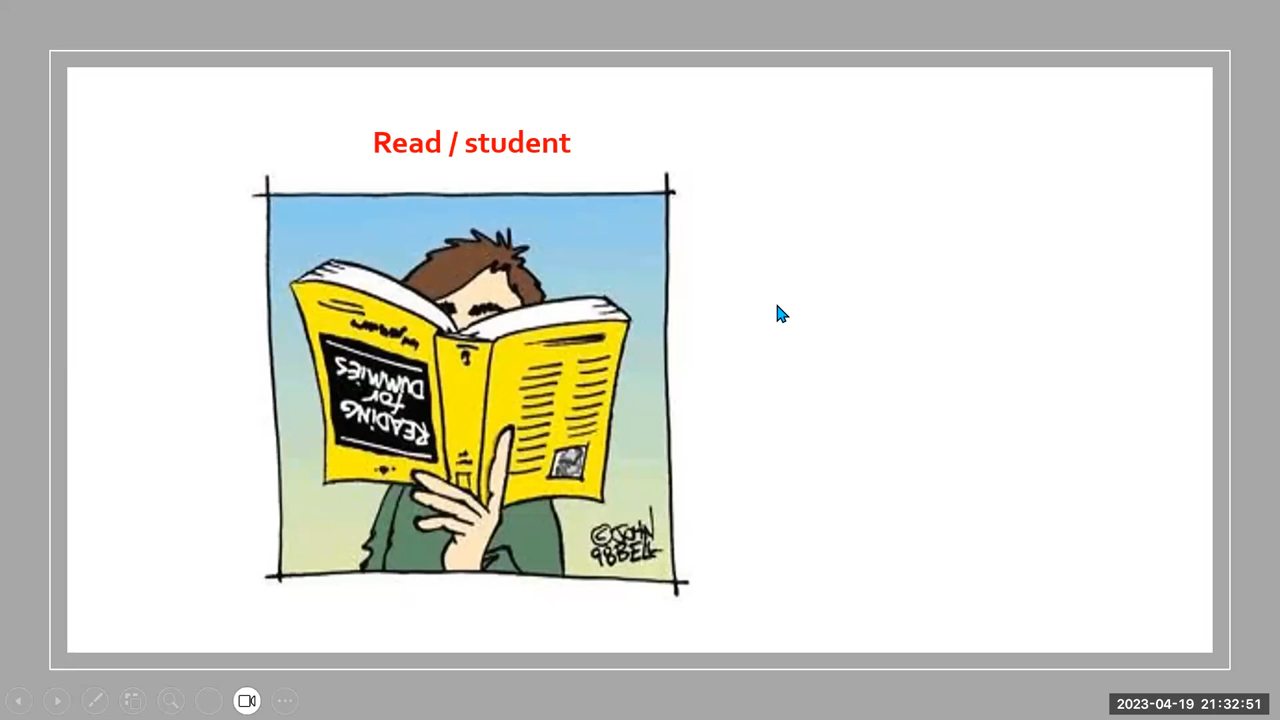 Read / student
READING
for
DUMMIES
©JOHN
98BELL
2023-04-19 21:32:51